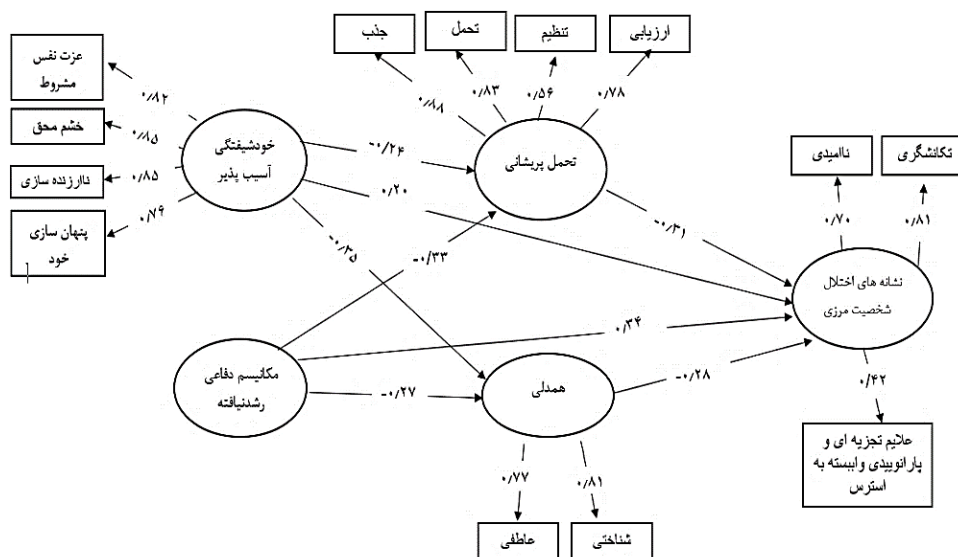 جذب
تحمل
تنظیم
ارزیابی
۰/۸۸
۰/۸۳
۰/۵۶
۰/۷۸
عزت نفس
مشروط
خشم محق
ناارزنده سازی
پنهان سازی
خود
۰/۸۲
۰/۸۵
۰/۸۵
۰/۷۹
خودشیفتگی
آسیب پذیر
-۰/۲۴
۰/۲۰
-۰/۲۵
تحمل پریشانی
-۰/۳۱
ناامیدی
تکانشگری
۰/۷۰
۰/۸۱
نشانه های اختلال
شخصیت مرزی
-۰/۳۳
۰/۳۴
مکانیسم دفاعی
رشدنیافته
-۰/۲۷
همدلی
-۰/۲۸
۰/۴۲
علایم تجزیه ای و
پارانوییدی وابسته به
استرس
۰/۷۷
۰/۸۱
عاطفی
شناختی